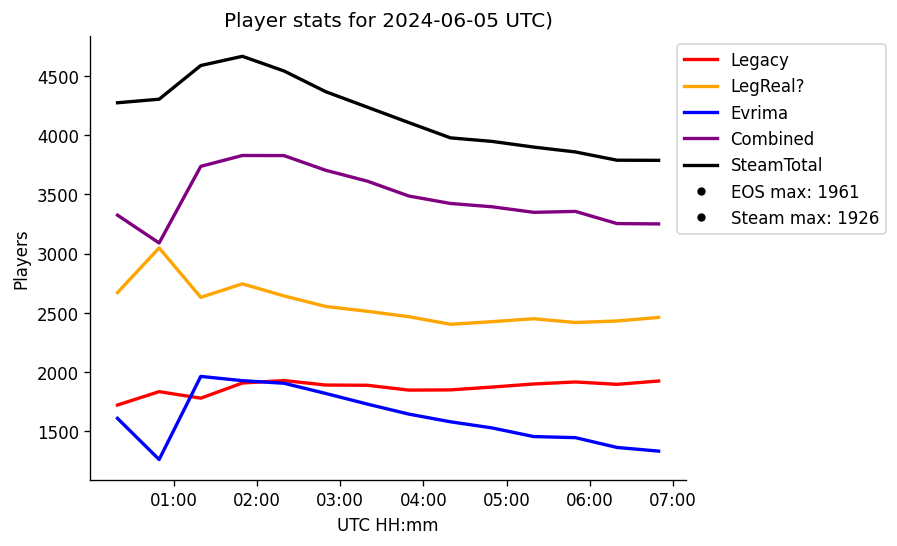 Player stats for 2024-06-05 UTC)
Legacy
LegReal?
Evrima
Combined
SteamTotal
EOS max: 1961
Steam max: 1926
4500
4000
3500
3000
2500
2000
1500
Players
01:00 02:00 03:00 04:00 05:00 06:00 07:00
UTC HH:mm